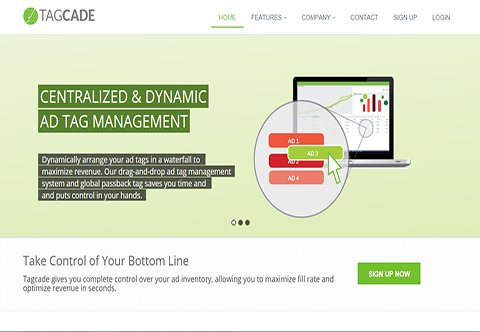 TAGCADE
HOME FEATURES COMPANY CONTACT SIGN UP LOGIN
CENTRALIZED & DYNAMIC
AD TAG MANAGEMENT
Dynamically arrange your ad tags in a waterfall to
maximize revenue. Our drag-and-drop ad tag management
system and global passback tag saves you time and
and puts control in your hands.
AD 1
AD 3
AD 2
AD 4
Take Control of Your Bottom Line
Tagcade gives you complete control over your ad inventory, allowing you to maximize fill rate and
optimize revenue in seconds.
SIGN UP NOW